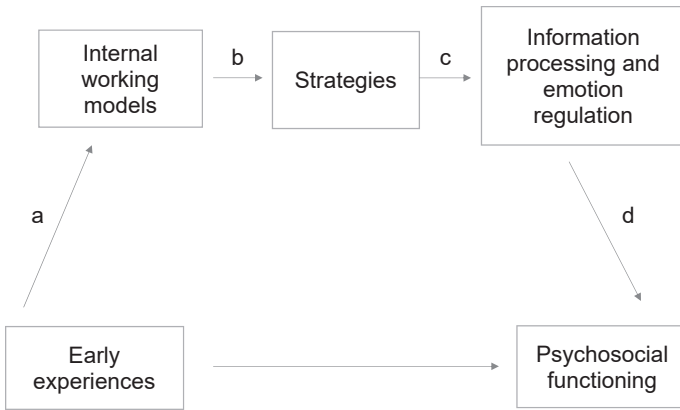 Internal
working
models
b
Strategies
c
Information
processing and
emotion
regulation
a
d
Early
experiences
Psychosocial
functioning